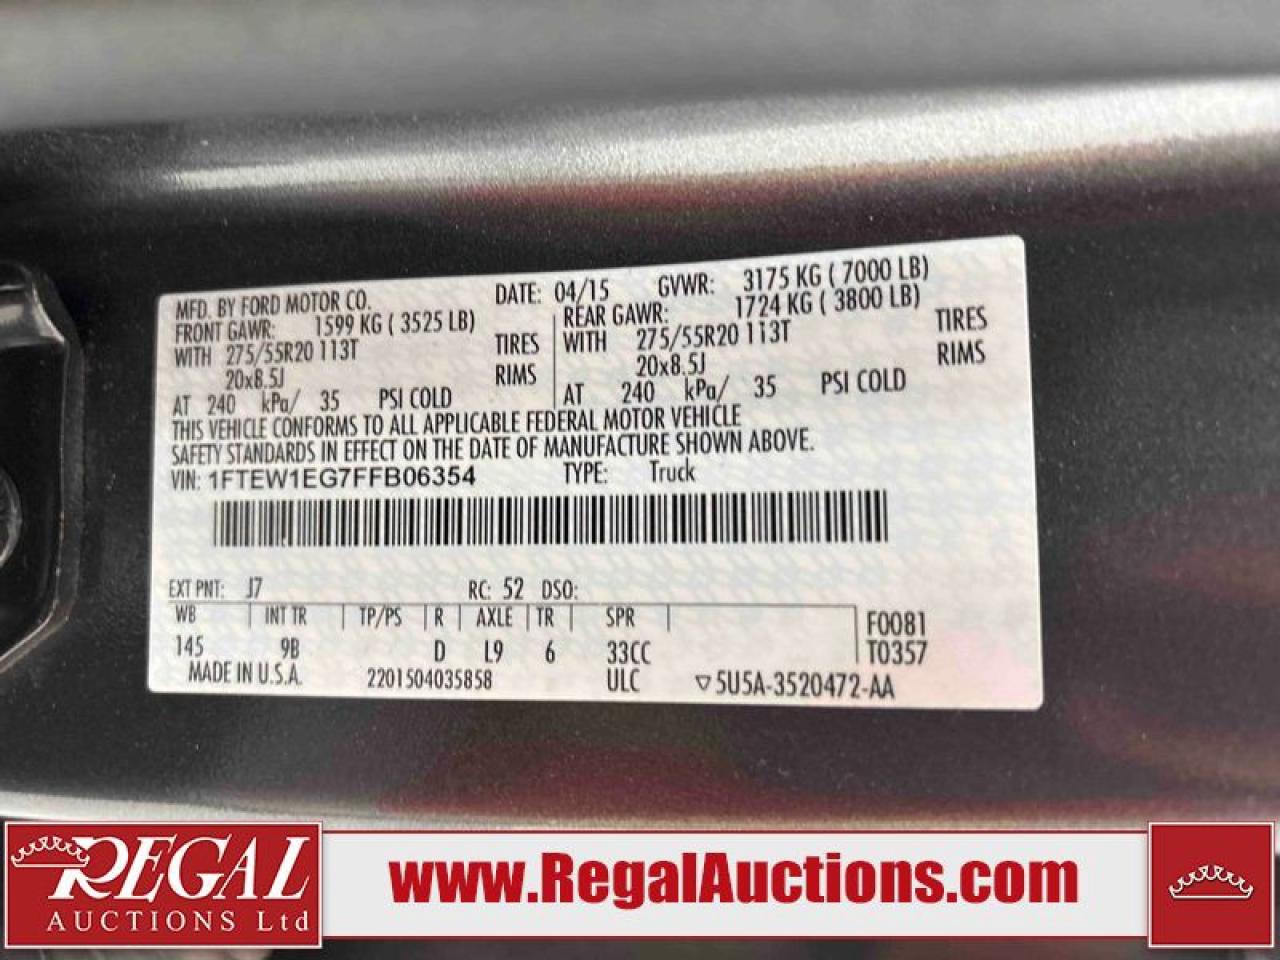 MFD. BY FORD MOTOR CO.
DATE: 04/15 GVWR: 3175 KG ( 7000 LB)
FRONT GAWR: 1599 KG ( 3525 LB)
WITH 275/55R20 113T TIRES
20x8.5J RIMS
AT 240 kPa/ 35 PSI COLD
REAR GAWR: 1724 KG ( 3800 LB)
WITH 275/55R20 113T TIRES
20x8.5J RIMS
AT 240 kPa/ 35 PSI COLD
THIS VEHICLE CONFORMS TO ALL APPLICABLE FEDERAL MOTOR VEHICLE
SAFETY STANDARDS IN EFFECT ON THE DATE OF MANUFACTURE SHOWN ABOVE.
VIN: 1FTEW1EG7FFB06354 TYPE: Truck
EXT PNT: J7 RC: 52 DSO:
WB INT TR TP/PS R AXLE TR SPR F0081
145 9B D L9 6 33CC T0357
MADE IN U.S.A. 2201504035858 ULC ▽5U5A-3520472-AA
REGAL
AUCTIONS Ltd
www.RegalAuctions.com